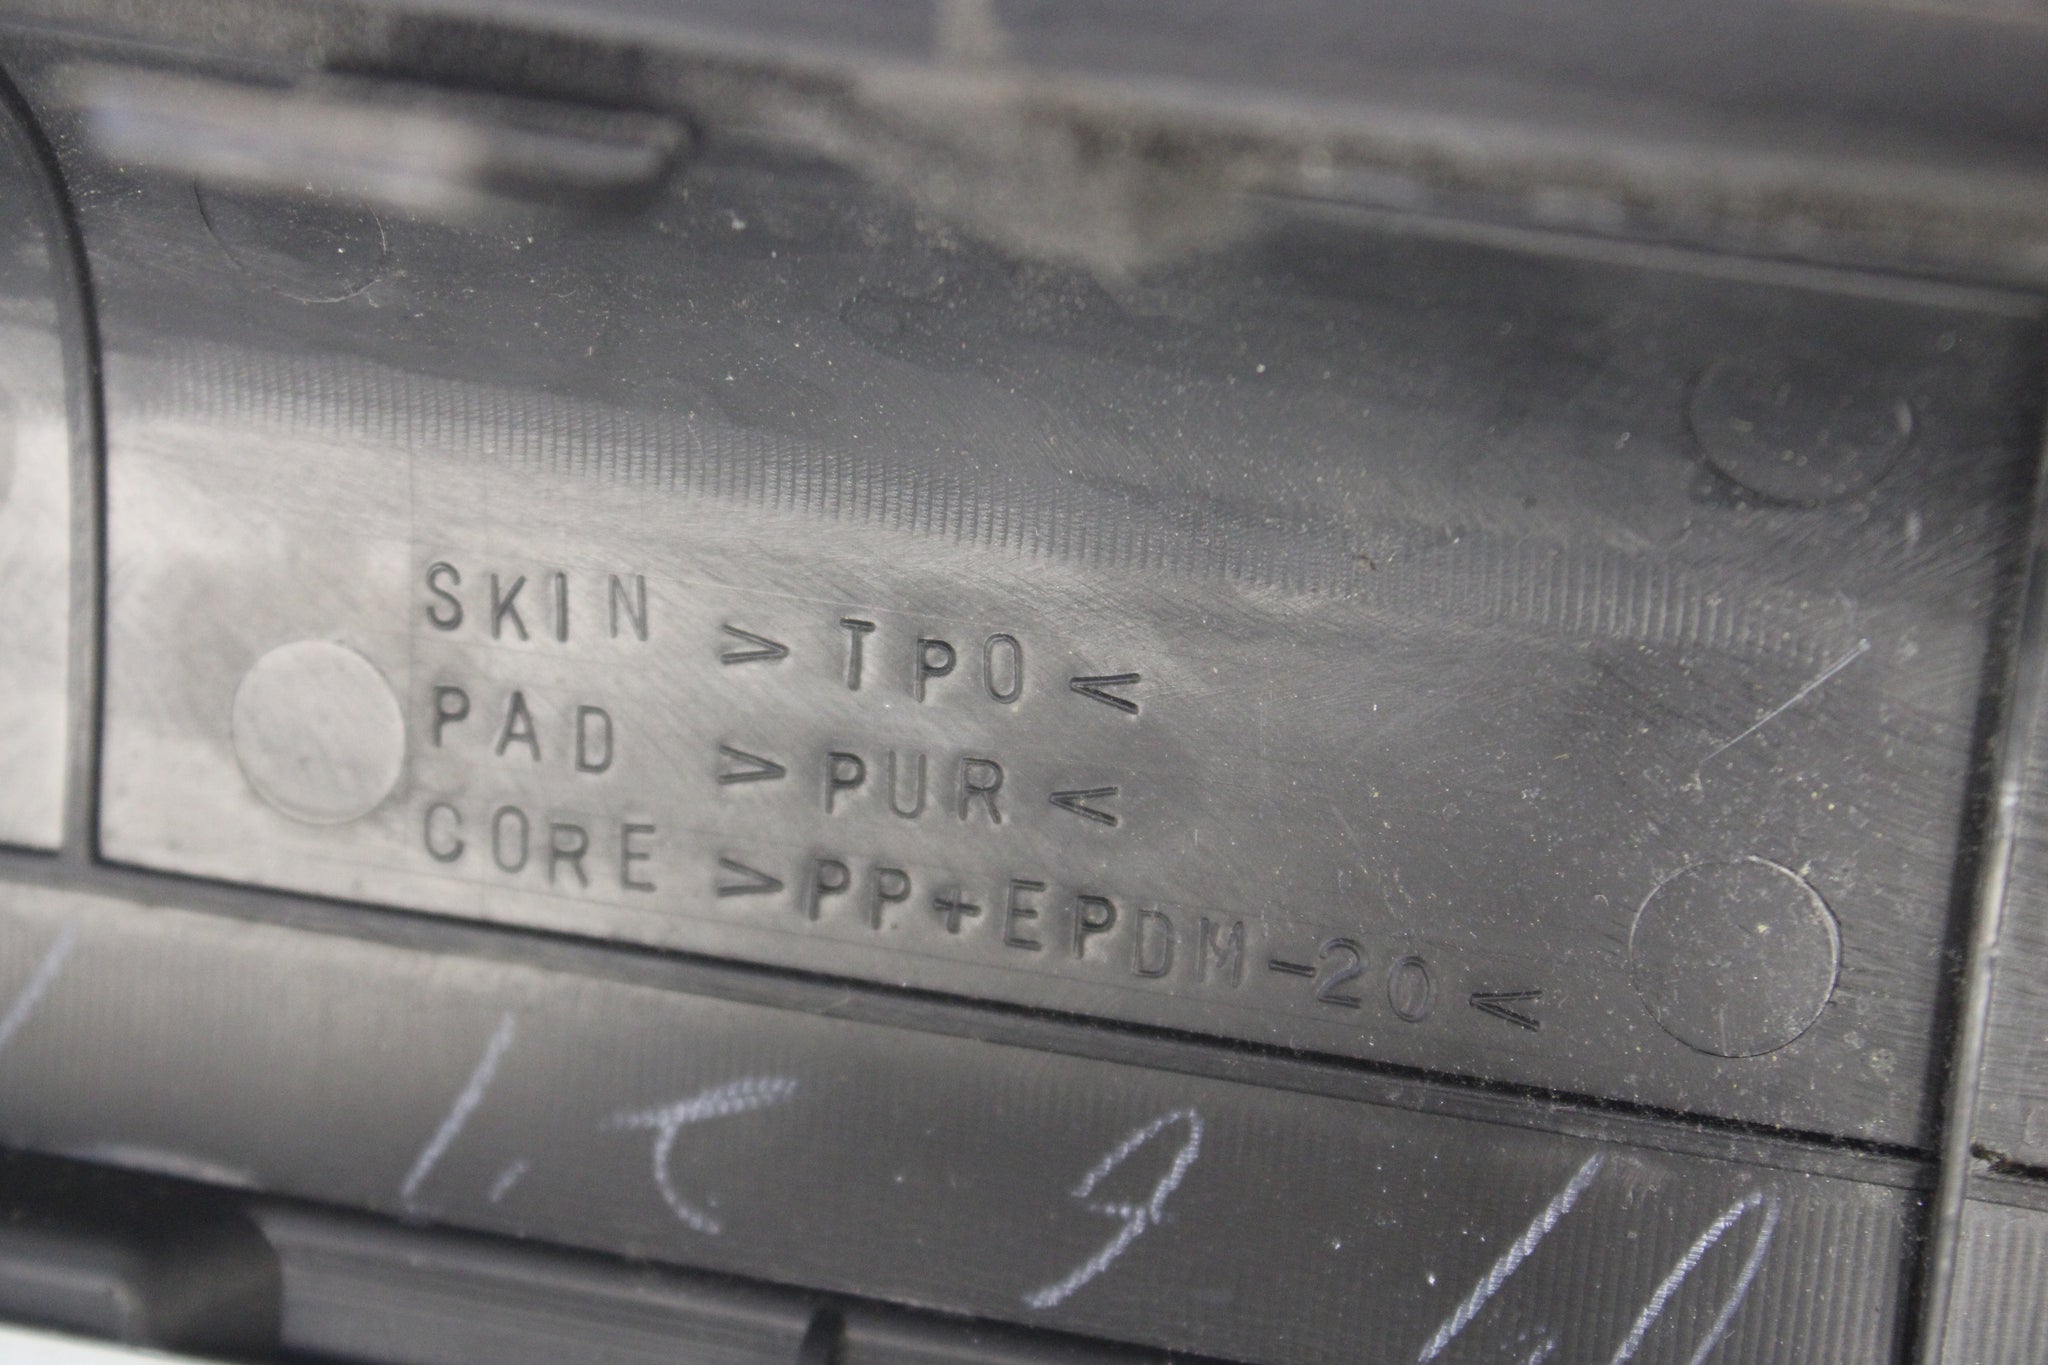 SKIN >TPO<
PAD >PUR<
CORE >PP+EPDM-20<